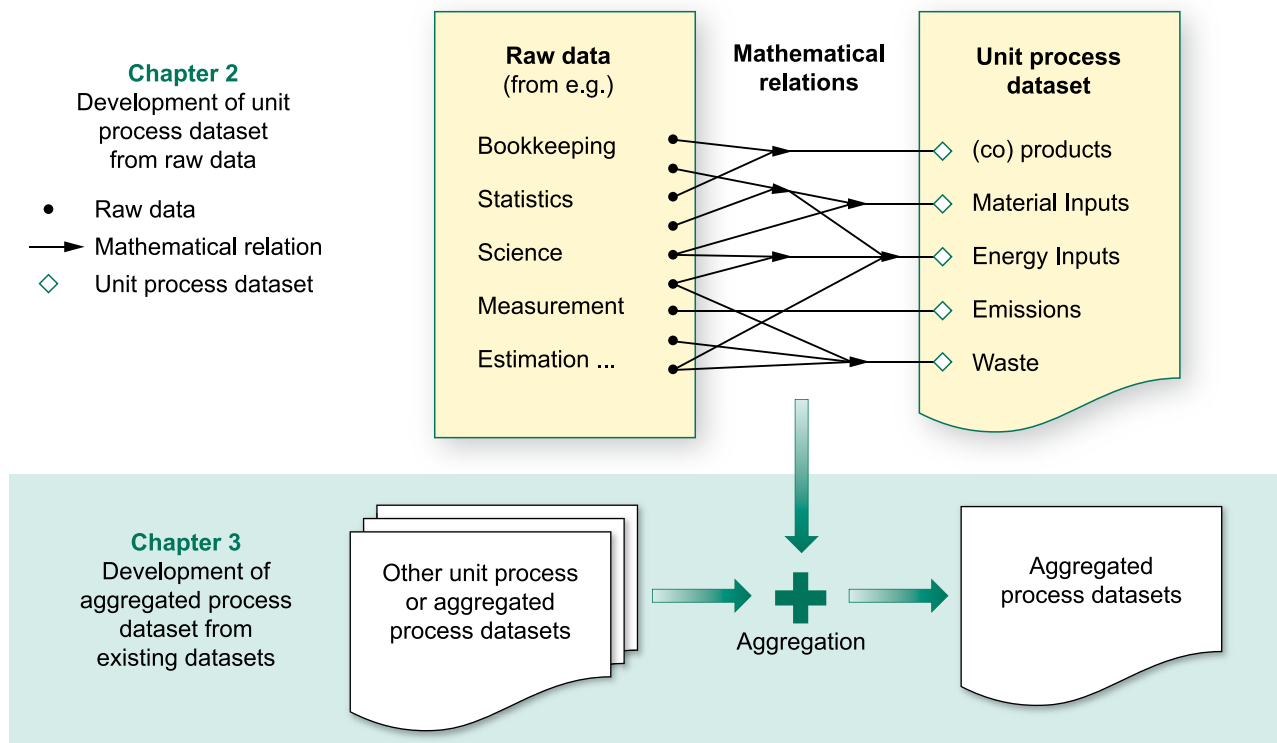 Chapter 2
Development of unit
process dataset
from raw data
Raw data
Mathematical relation
Unit process dataset
Raw data
(from e.g.)
Bookkeeping
Statistics
Science
Measurement
Estimation ...
Mathematical
relations
Unit process
dataset
(co) products
Material Inputs
Energy Inputs
Emissions
Waste
Chapter 3
Development of
aggregated process
dataset from
existing datasets
Other unit process
or aggregated
process datasets
Aggregation
Aggregated
process datasets